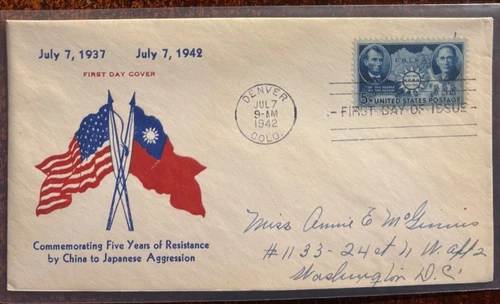 July 7, 1937 July 7, 1942
FIRST DAY COVER
DENVER
JUL 7
9-AM
1942
COLO.
CHINA
5¢ UNITED STATES POSTAGE
FIRST DAY OF ISSUE
Commemorating Five Years of Resistance
by China to Japanese Aggression
Miss Annie E McGinnis
#1133-24 st N W. apt 2
Washington D.C.